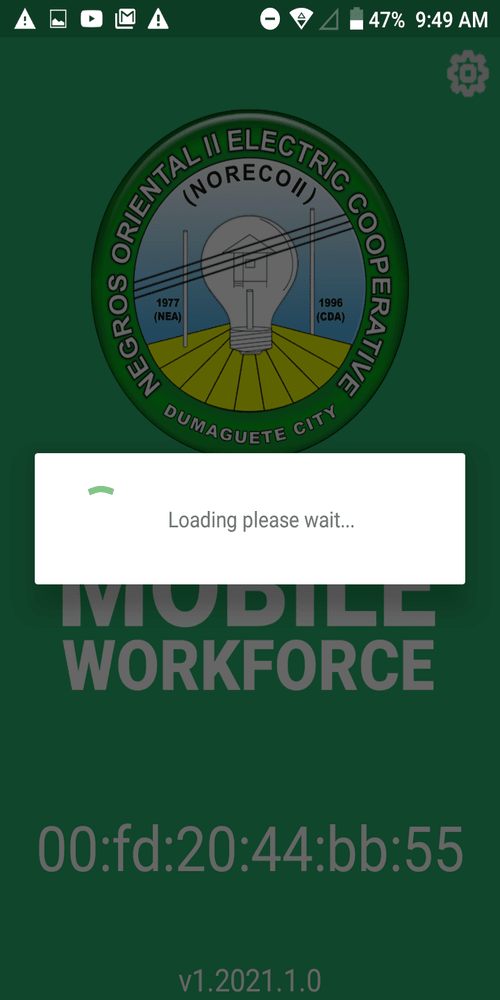 47% 9:49 AM
NEGROS ORIENTAL II ELECTRIC COOPERATIVE
(NORECO II)
1977
(NEA)
1996
(CDA)
DUMAGUETE CITY
Loading please wait...
MOBILE
WORKFORCE
00:fd:20:44:bb:55
v1.2021.1.0